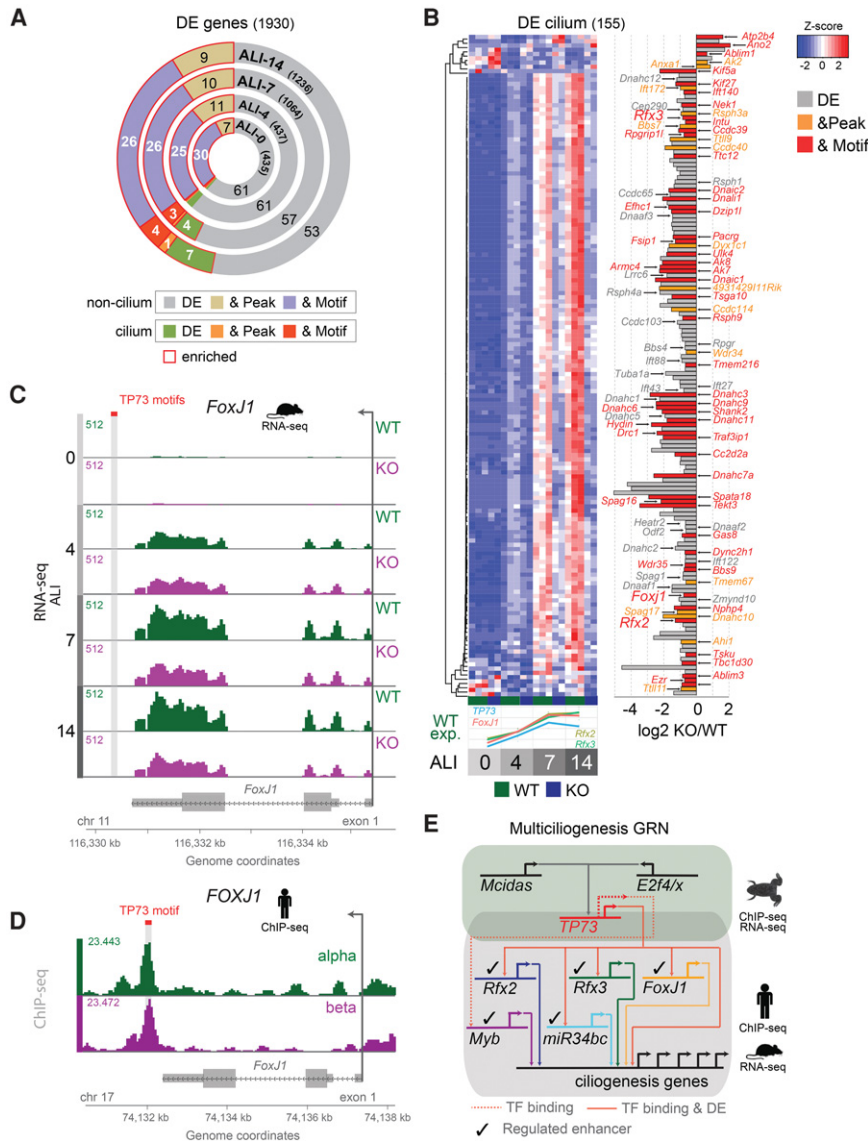 A
DE genes (1930)
ALI-14 (1236)
ALI-7 (1064)
ALI-4 (437)
ALI-0 (435)
9
10
11
7
26
26
25
30
61
61
57
53
3
4
4
1
7
non-cilium DE & Peak & Motif
cilium DE & Peak & Motif
enriched
B
DE cilium (155)
Z-score
-2 0 2
DE
&Peak
& Motif
Atp2b4
Ano2
Ablim1
Anxa1 Ak2
Kif5a
Dnahc12 Kif27
Ift172 Ift140
Cep290 Nek1
Rfx3 Rsph3a
Bbs7 Intu
Rpgrip1l Ccdc39
Ttll9
Ccdc40
Ttc12
Rsph1
Ccdc65 Dnaic2
Dnali1
Efhc1 Dzip1l
Dnaaf3
Pacrg
Fsip1 Dyx1c1
Ulk4
Armc4 Ak8
Lrrc6 Ak7
Dnaic1
Rsph4a 4931429I11Rik
Tsga10
Ccdc114
Ccdc103 Rsph9
Rpgr
Bbs4 Wdr34
Ift88 Tmem216
Tuba1a
Ift43 Ift27
Dnahc1 Dnahc3
Dnahc6 Dnahc9
Dnahc5 Shank2
Hydin Dnahc11
Drc1 Traf3ip1
Cc2d2a
Dnahc7a
Spag16 Spata18
Tekt3
Heatr2 Dnaaf2
Odf2 Gas8
Dnahc2 Dync2h1
Wdr35 Ift122
Bbs9
Spag1 Tmem67
Dnaaf1
Foxj1 Zmynd10
Spag17 Nphp4
Rfx2 Dnahc10
Ahi1
Tsku
Tbc1d30
Ezr Ablim3
Ttll11
-4 -2 0 2
log2 KO/WT
WT exp.
TP73
FoxJ1
Rfx2
Rfx3
ALI 0 4 7 14
WT KO
C
TP73 motifs
FoxJ1
RNA-seq
RNA-seq
ALI
0
4
7
14
512 WT
512 KO
512 WT
512 KO
512 WT
512 KO
512 WT
512 KO
FoxJ1
chr 11 exon 1
116,330 kb 116,332 kb 116,334 kb
Genome coordinates
D
FOXJ1
TP73 motif
ChIP-seq
ChIP-seq
23.443 alpha
23.472 beta
FoxJ1
chr 17 exon 1
74,132 kb 74,134 kb 74,136 kb 74,138 kb
Genome coordinates
E
Multiciliogenesis GRN
Mcidas E2f4/x
TP73
ChIP-seq
RNA-seq
Rfx2 Rfx3 FoxJ1
Myb miR34bc
ciliogenesis genes
ChIP-seq
RNA-seq
TF binding TF binding & DE
Regulated enhancer